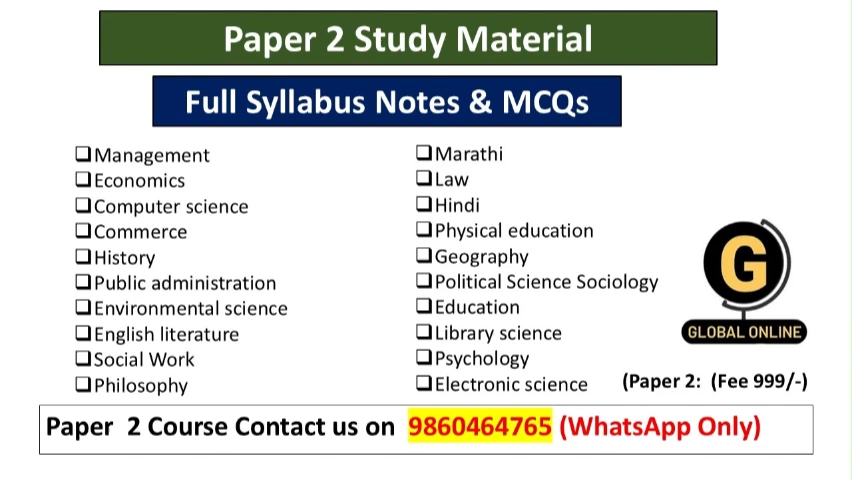 Paper 2 Study Material
Full Syllabus Notes & MCQs
❑Management
❑Economics
❑Computer science
❑Commerce
❑History
❑Public administration
❑Environmental science
❑English literature
❑Social Work
❑Philosophy
❑Marathi
❑Law
❑Hindi
❑Physical education
❑Geography
❑Political Science Sociology
❑Education
❑Library science
❑Psychology
❑Electronic science
G
GLOBAL ONLINE
(Paper 2: (Fee 999/-)
Paper 2 Course Contact us on 9860464765 (WhatsApp Only)